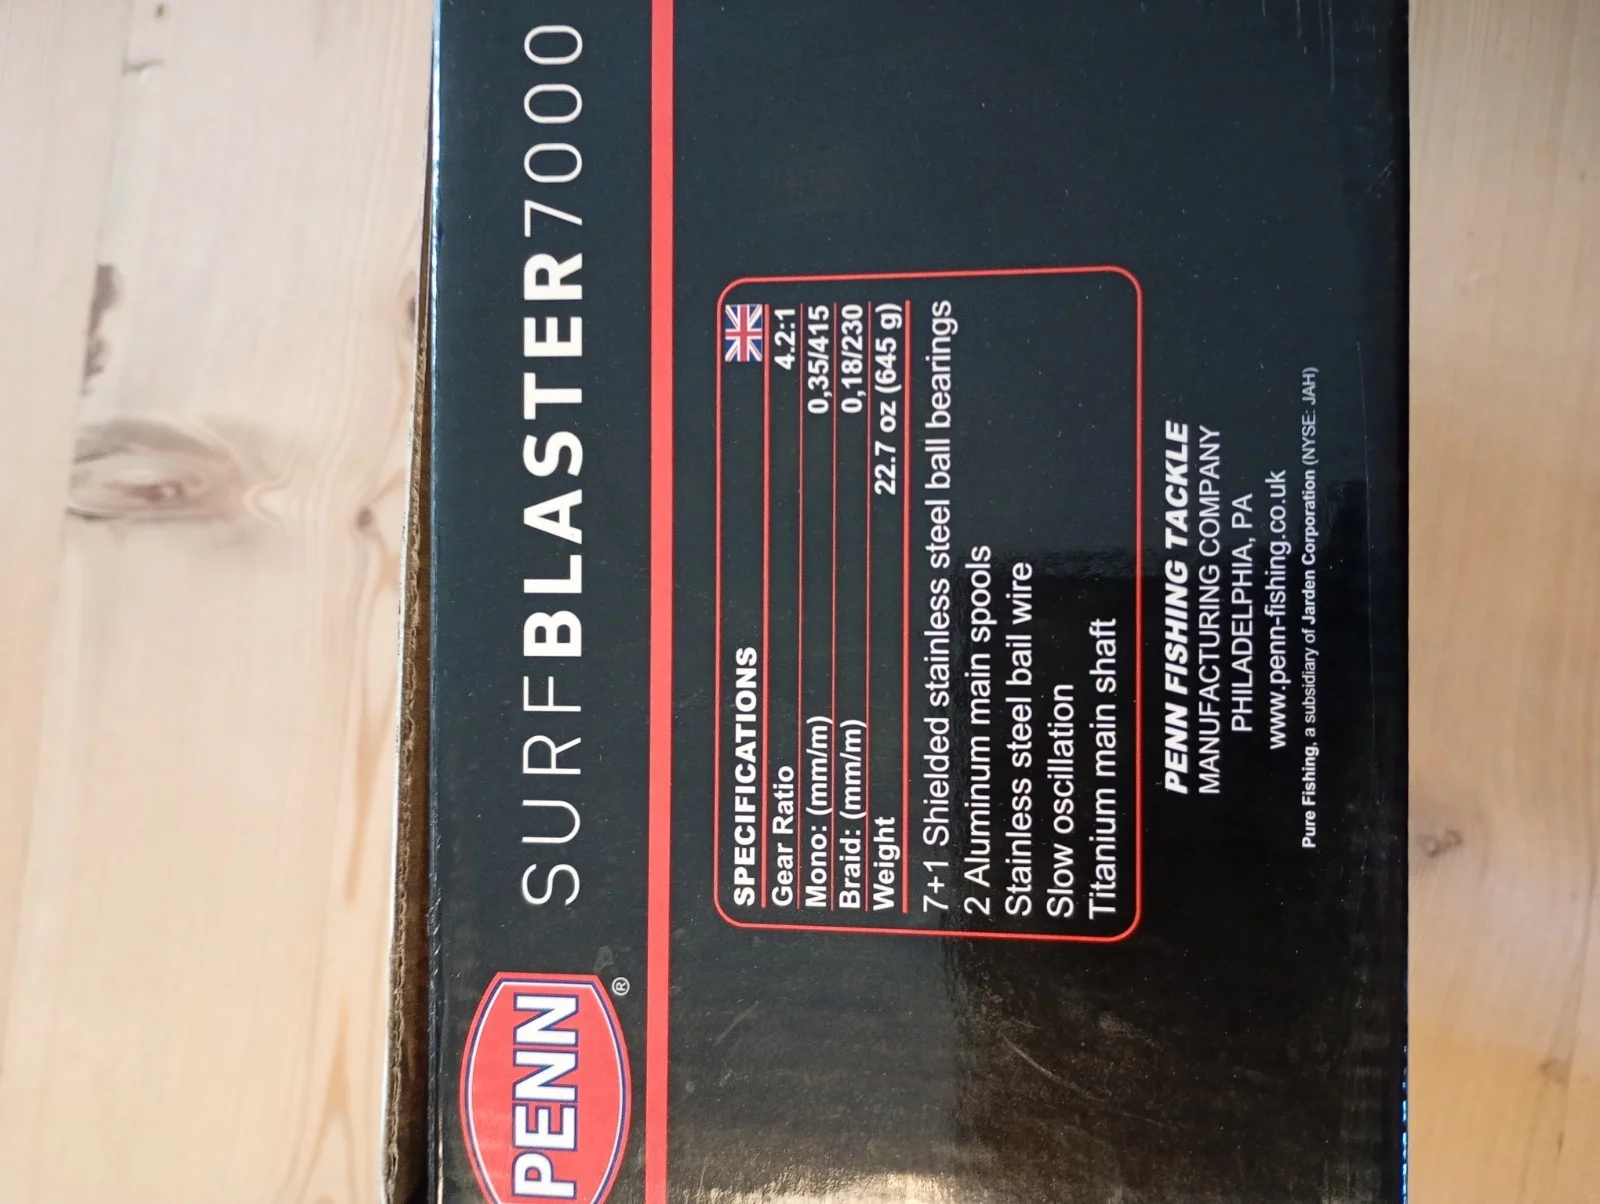 PENN®
SURFBLASTER7000
SPECIFICATIONS
Gear Ratio 4.2:1
Mono: (mm/m) 0,35/415
Braid: (mm/m) 0,18/230
Weight 22.7 oz (645 g)
7+1 Shielded stainless steel ball bearings
2 Aluminum main spools
Stainless steel bail wire
Slow oscillation
Titanium main shaft
PENN FISHING TACKLE
MANUFACTURING COMPANY
PHILADELPHIA, PA
www.penn-fishing.co.uk
Pure Fishing, a subsidiary of Jarden Corporation (NYSE: JAH)